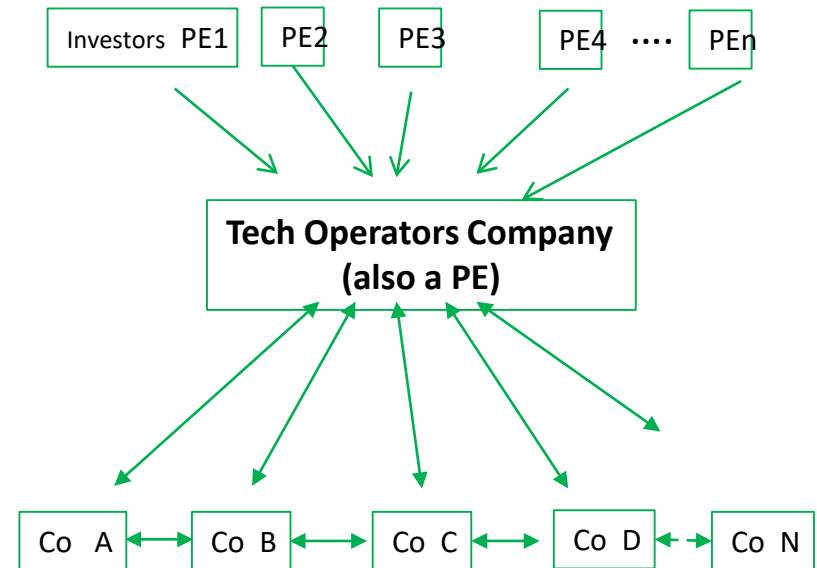 Investors PE1 PE2 PE3 PE4 .... PEn
Tech Operators Company
(also a PE)
Co A Co B Co C Co D Co N